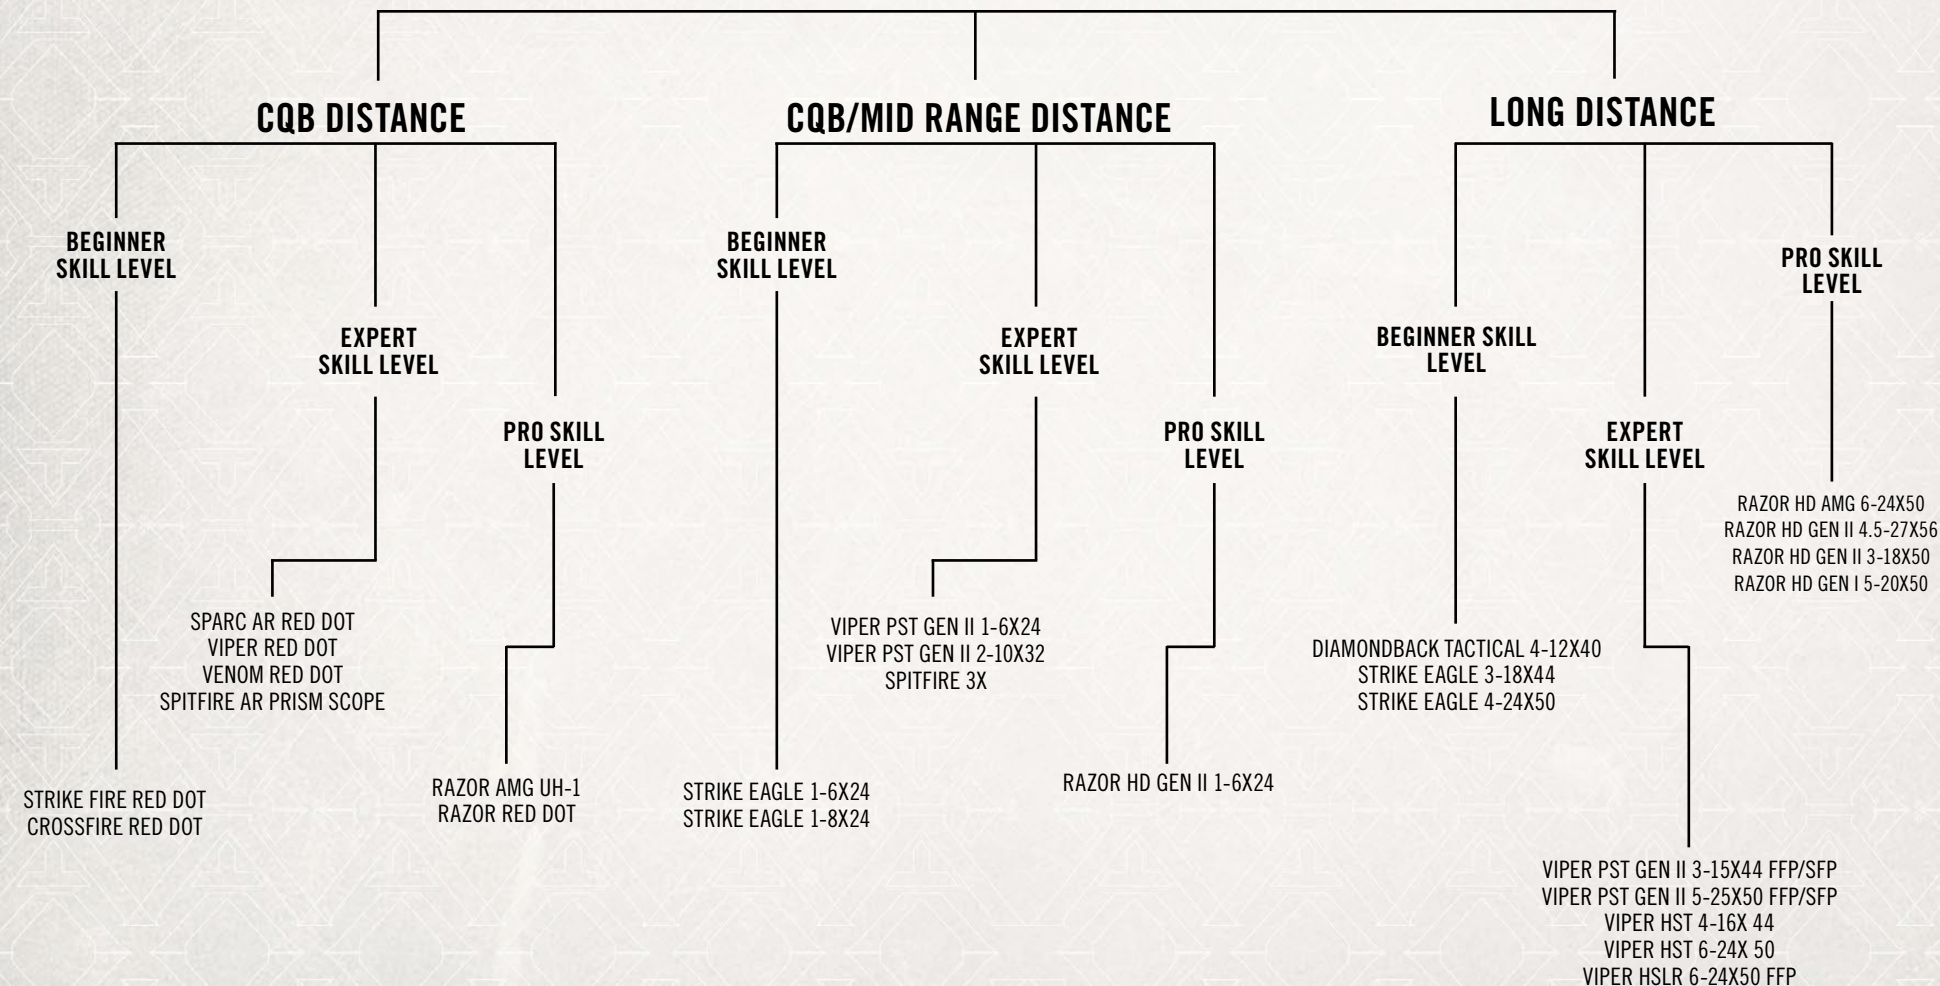 CQB DISTANCE
BEGINNER
SKILL LEVEL
STRIKE FIRE RED DOT
CROSSFIRE RED DOT
EXPERT
SKILL LEVEL
SPARC AR RED DOT
VIPER RED DOT
VENOM RED DOT
SPITFIRE AR PRISM SCOPE
PRO SKILL
LEVEL
RAZOR AMG UH-1
RAZOR RED DOT
CQB/MID RANGE DISTANCE
BEGINNER
SKILL LEVEL
STRIKE EAGLE 1-6X24
STRIKE EAGLE 1-8X24
EXPERT
SKILL LEVEL
VIPER PST GEN II 1-6X24
VIPER PST GEN II 2-10X32
SPITFIRE 3X
PRO SKILL
LEVEL
RAZOR HD GEN II 1-6X24
LONG DISTANCE
BEGINNER SKILL
LEVEL
DIAMONDBACK TACTICAL 4-12X40
STRIKE EAGLE 3-18X44
STRIKE EAGLE 4-24X50
EXPERT
SKILL LEVEL
VIPER PST GEN II 3-15X44 FFP/SFP
VIPER PST GEN II 5-25X50 FFP/SFP
VIPER HST 4-16X 44
VIPER HST 6-24X 50
VIPER HSLR 6-24X50 FFP
PRO SKILL
LEVEL
RAZOR HD AMG 6-24X50
RAZOR HD GEN II 4.5-27X56
RAZOR HD GEN II 3-18X50
RAZOR HD GEN I 5-20X50